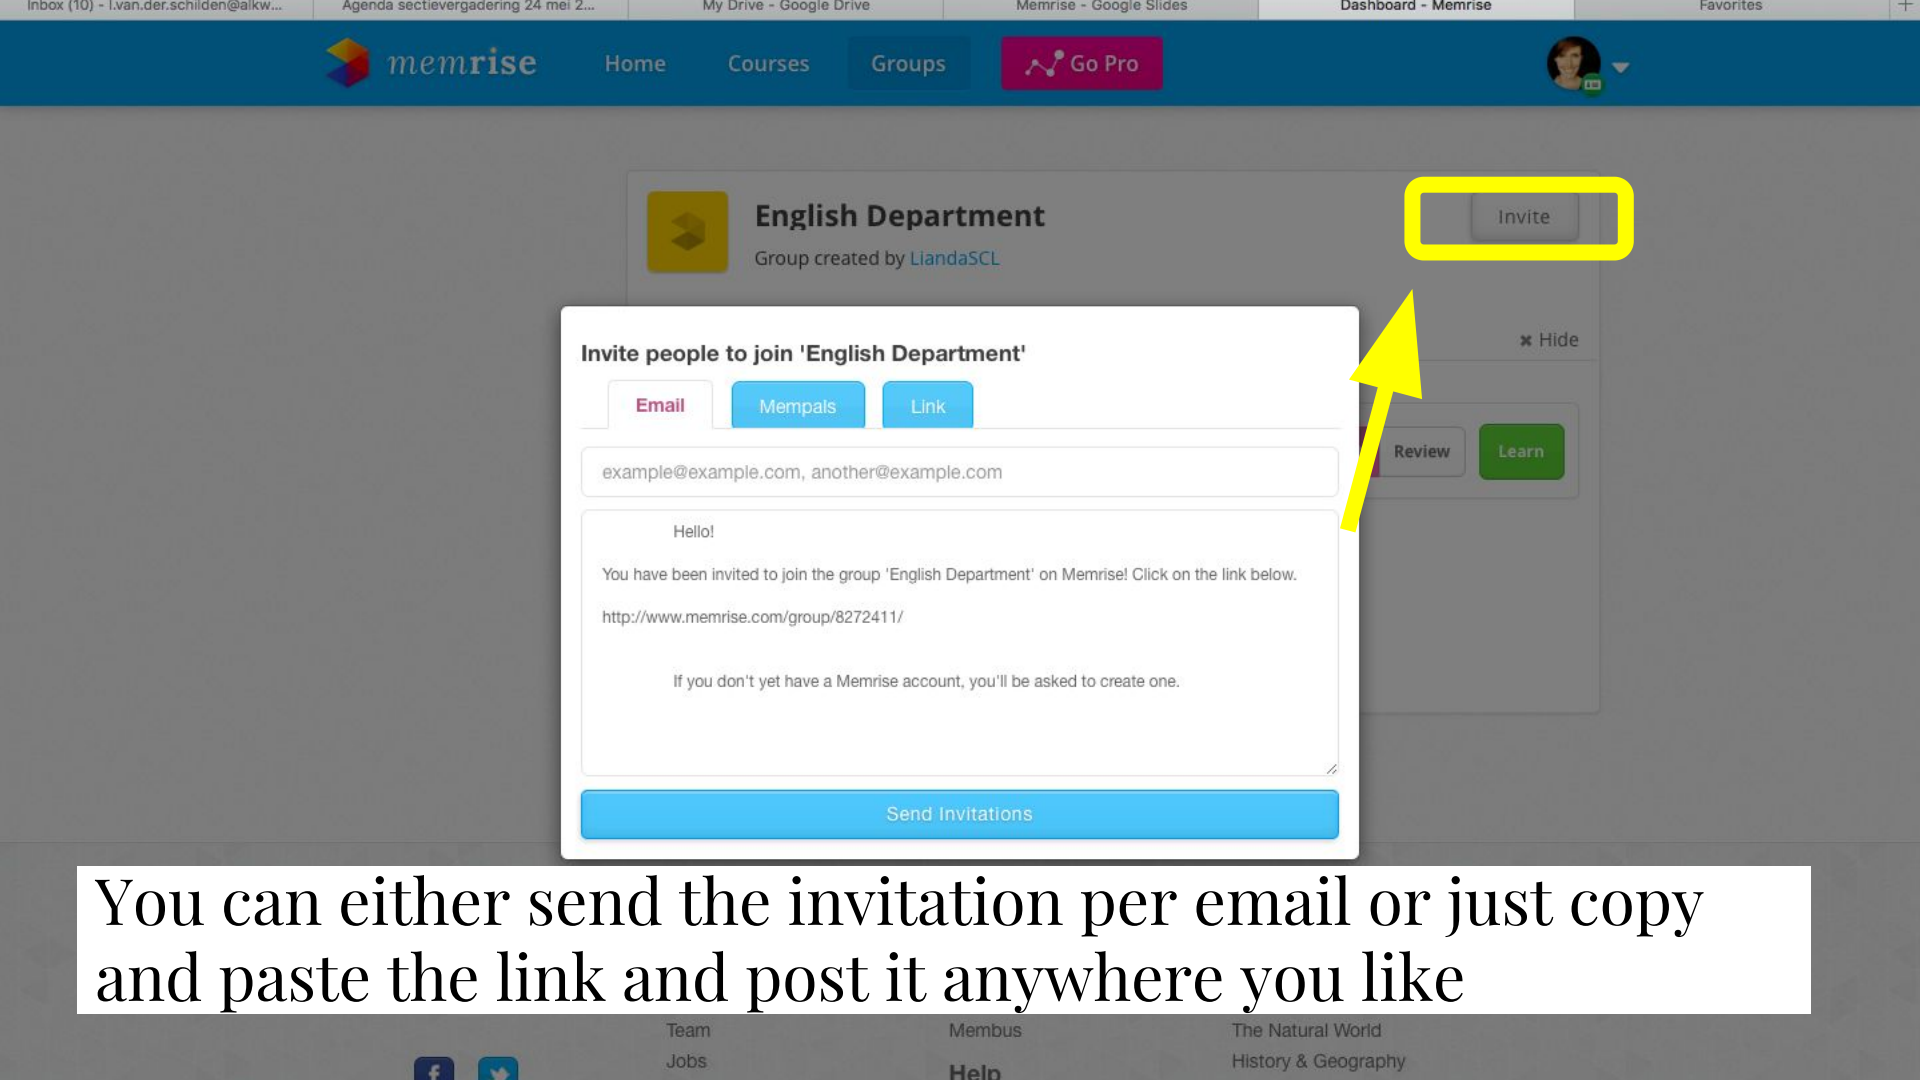 Inbox (10) - l.van.der.schilden@alkw...
Agenda sectievergadering 24 mei 2...
My Drive - Google Drive
Memrise - Google Slides
Dashboard - Memrise
Favorites
+
memrise
Home
Courses
Groups
Go Pro
English Department
Invite
Group created by LiandaSCL
✖ Hide
Invite people to join 'English Department'
Email
Mempals
Link
example@example.com, another@example.com
Review
Learn
Hello!
You have been invited to join the group 'English Department' on Memrise! Click on the link below.
http://www.memrise.com/group/8272411/
If you don't yet have a Memrise account, you'll be asked to create one.
Send Invitations
You can either send the invitation per email or just copy
and paste the link and post it anywhere you like
Team
Membus
The Natural World
Jobs
Help
History & Geography